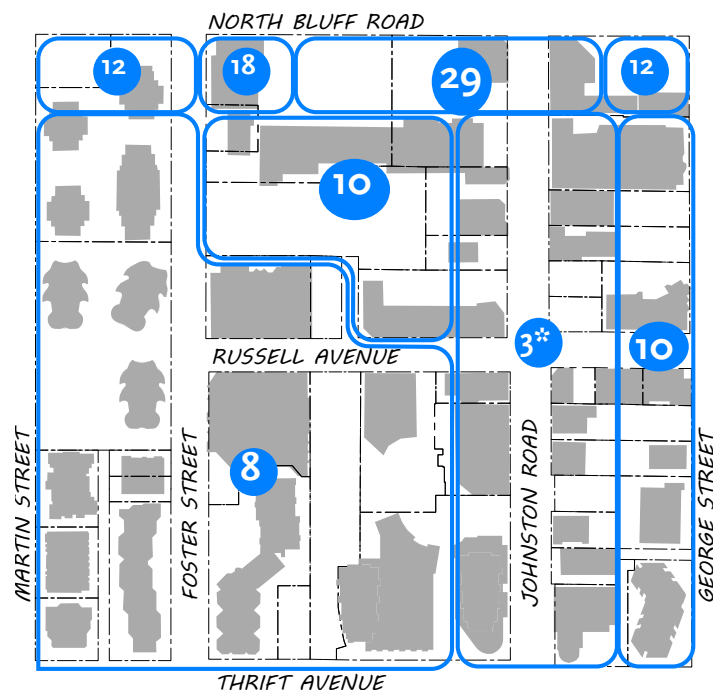 NORTH BLUFF ROAD
12
18
29
12
10
3*
10
RUSSELL AVENUE
8
MARTIN STREET
FOSTER STREET
JOHNSTON ROAD
GEORGE STREET
THRIFT AVENUE